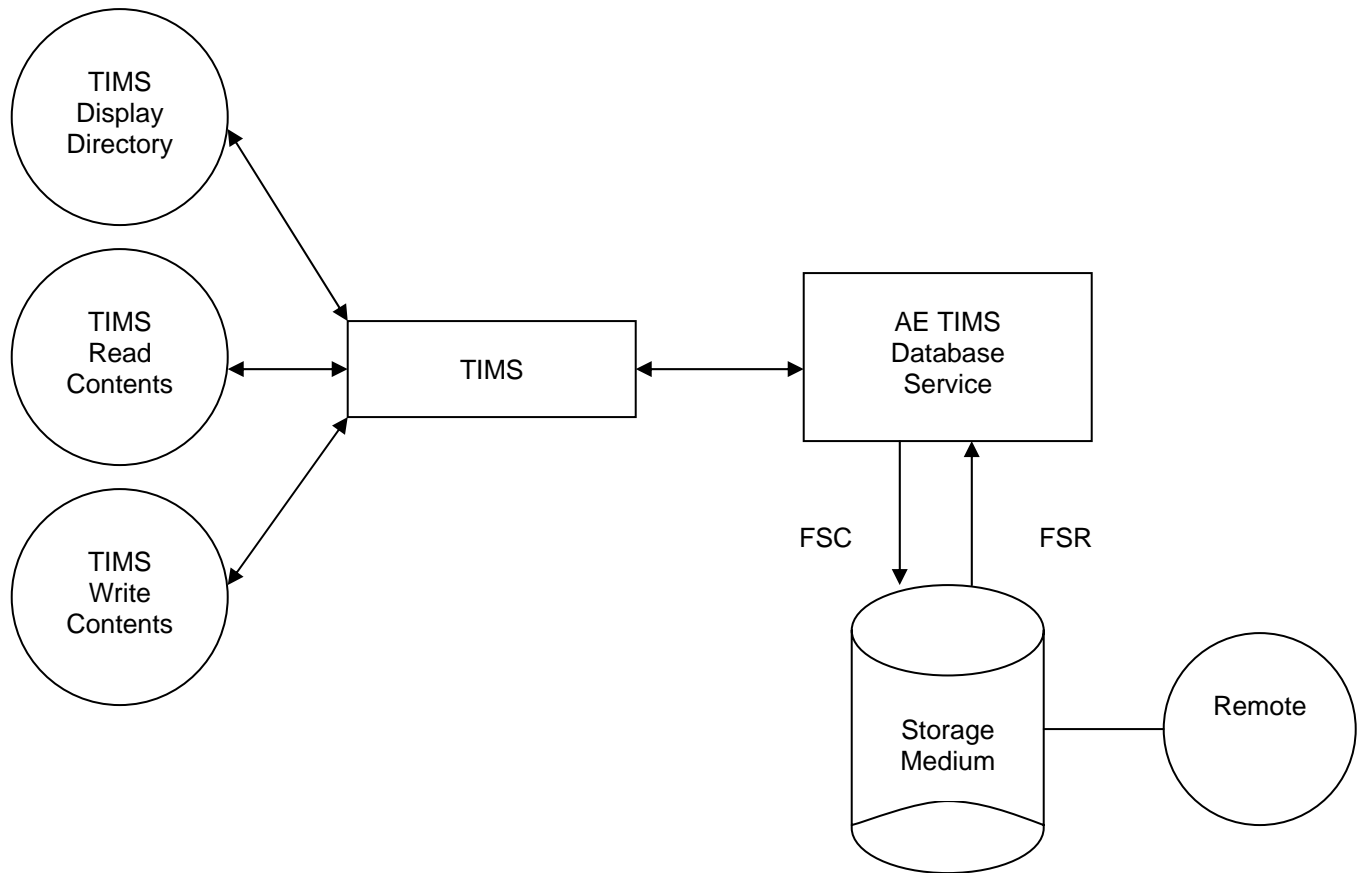 TIMS
Display
Directory
TIMS
Read
Contents
TIMS
Write
Contents
TIMS
AE TIMS
Database
Service
FSC
FSR
Storage
Medium
Remote